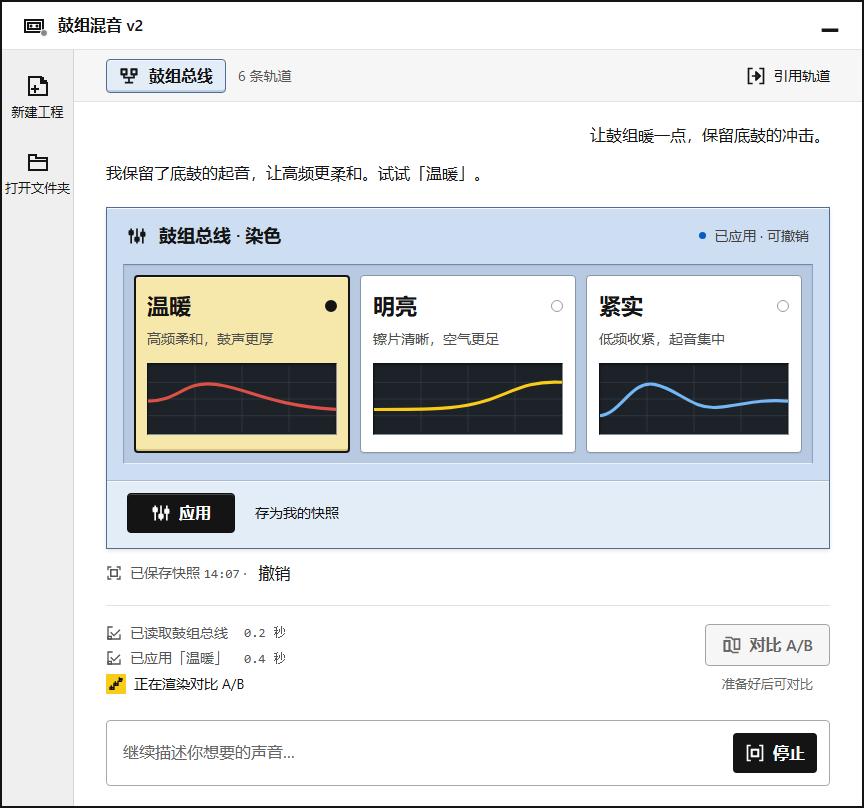 鼓组混音 v2
新建工程
打开文件夹
鼓组总线
6 条轨道
引用轨道
让鼓组暖一点，保留底鼓的冲击。
我保留了底鼓的起音，让高频更柔和。试试「温暖」。
鼓组总线 · 染色
已应用 · 可撤销
温暖
高频柔和，鼓声更厚
明亮
镲片清晰，空气更足
紧实
低频收紧，起音集中
应用
存为我的快照
已保存快照 14:07 · 撤销
已读取鼓组总线 0.2 秒
已应用「温暖」 0.4 秒
正在渲染对比 A/B
对比 A/B
准备好后可对比
继续描述你想要的声音...
停止